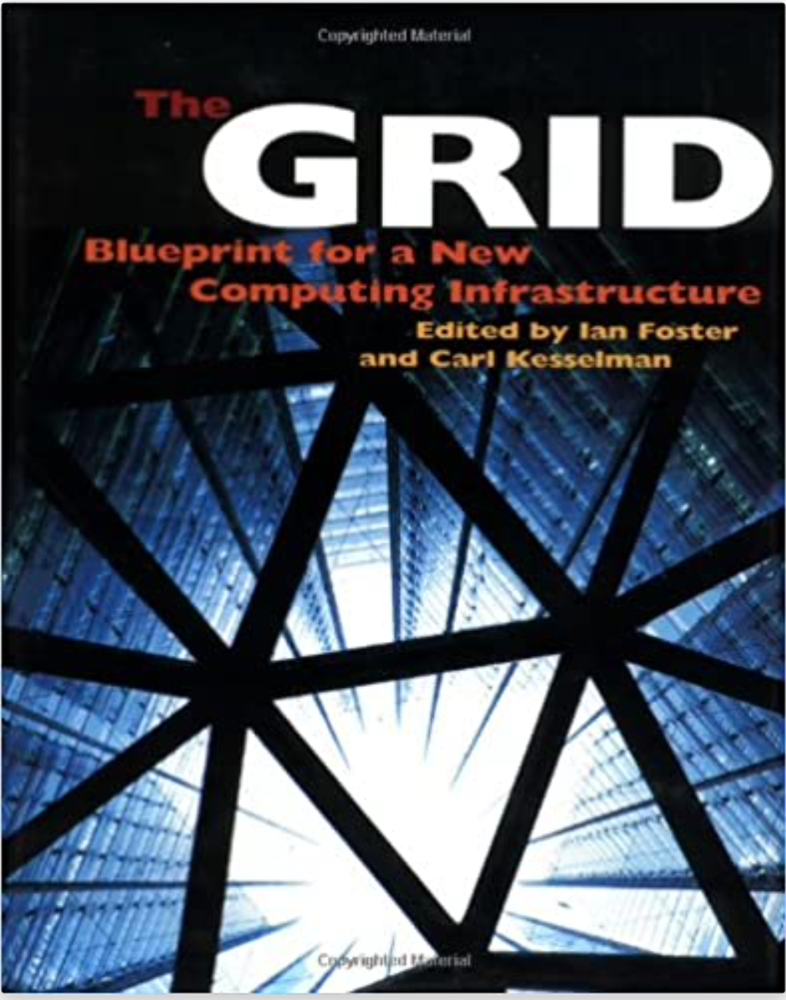 Copyrighted Material
The
GRID
Blueprint for a New
Computing Infrastructure
Edited by Ian Foster
and Carl Kesselman
Copyrighted Material